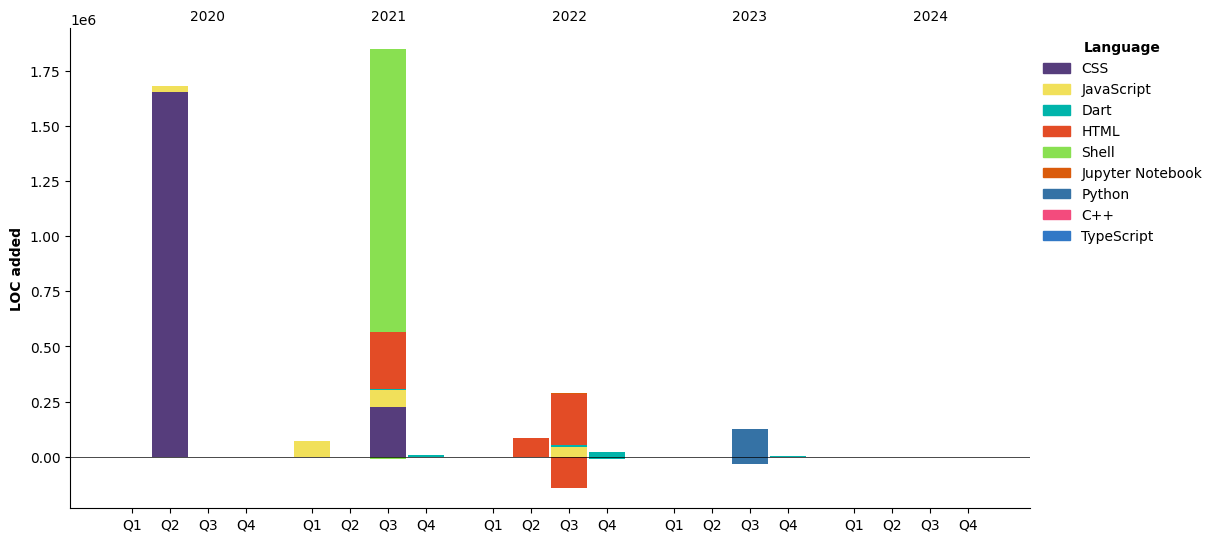 1e6
2020 2021 2022 2023 2024
Language
CSS
JavaScript
Dart
HTML
Shell
Jupyter Notebook
Python
C++
TypeScript
LOC added
1.75
1.50
1.25
1.00
0.75
0.50
0.25
0.00
Q1 Q2 Q3 Q4 Q1 Q2 Q3 Q4 Q1 Q2 Q3 Q4 Q1 Q2 Q3 Q4 Q1 Q2 Q3 Q4